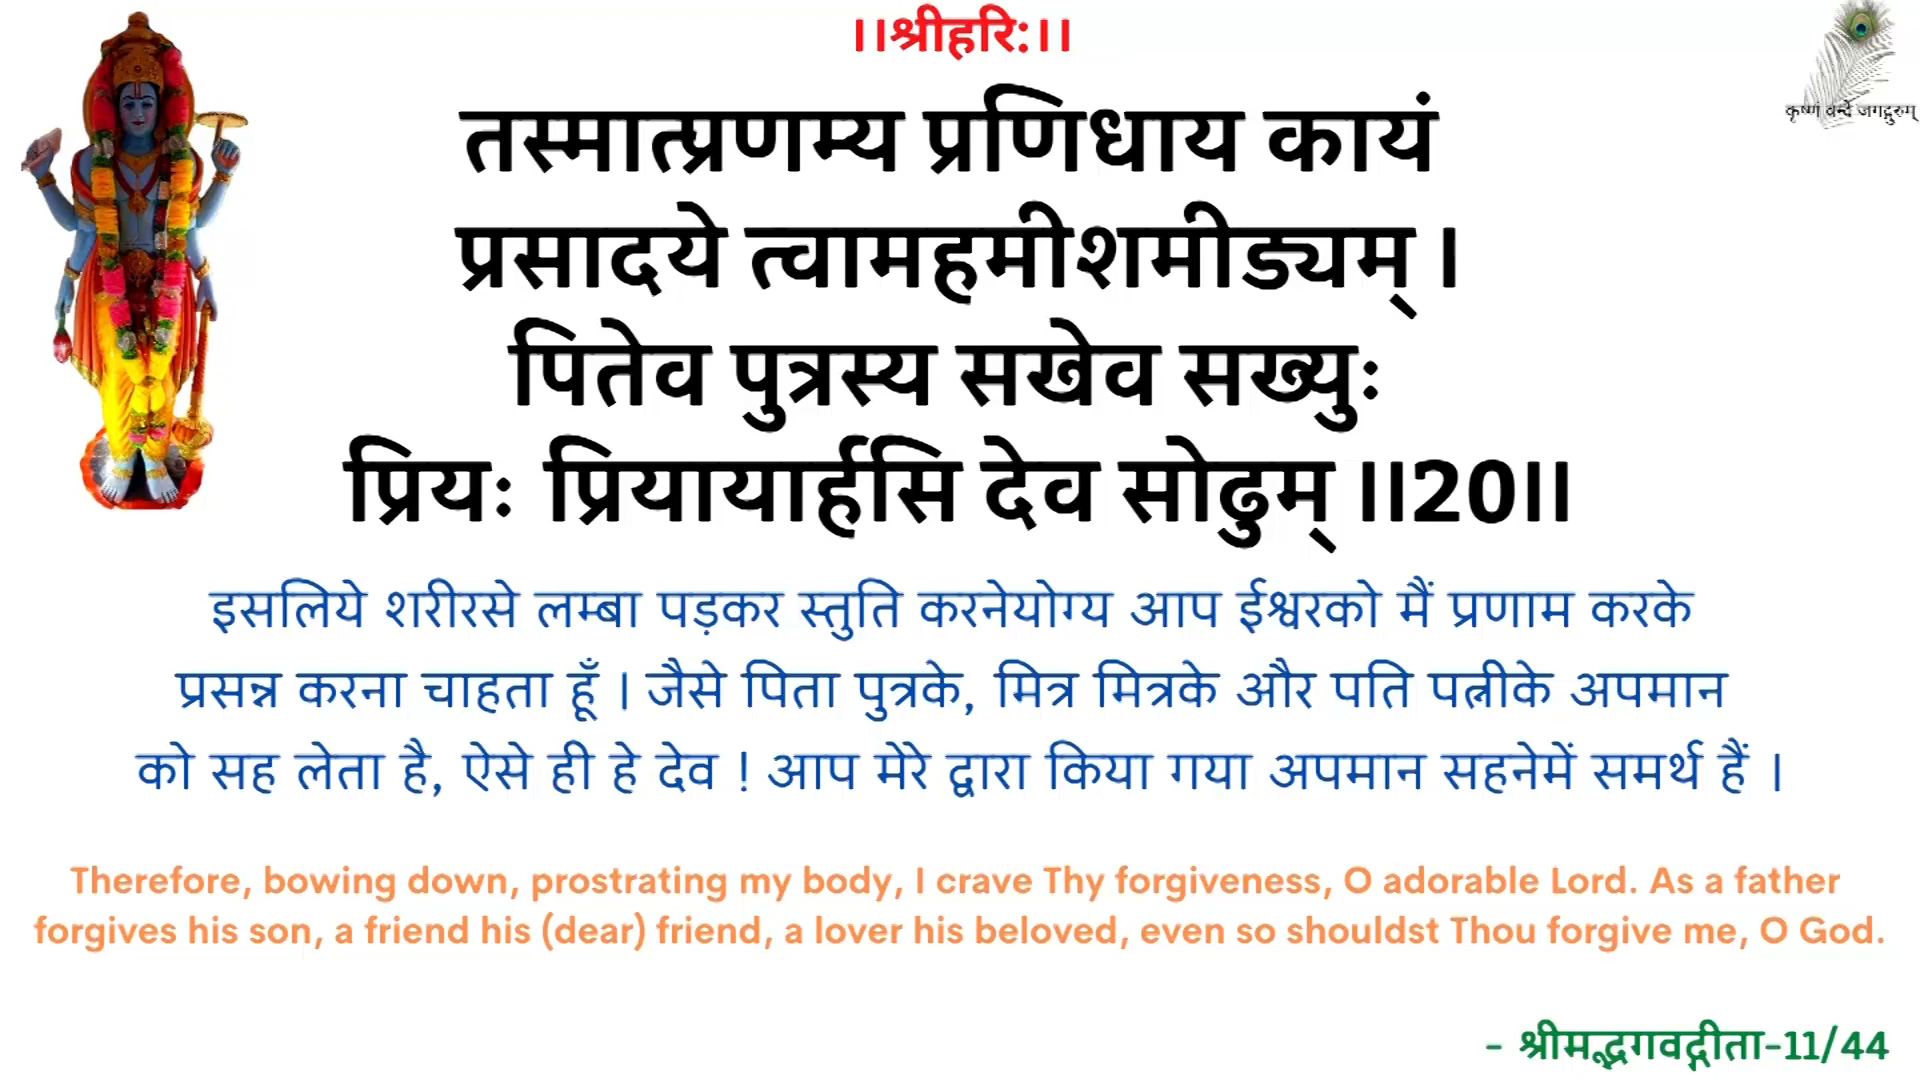 ।।श्रीहरि:।।
कृष्णं वन्दे जगद्गुरुम्
तस्मात्प्रणम्य प्रणिधाय कायं
प्रसादये त्वामहमीशमीड्यम् ।
पितेव पुत्रस्य सखेव सख्युः
प्रियः प्रियायार्हसि देव सोढुम् ।।20।।
इसलिये शरीरसे लम्बा पड़कर स्तुति करनेयोग्य आप ईश्वरको मैं प्रणाम करके
प्रसन्न करना चाहता हूँ । जैसे पिता पुत्रके, मित्र मित्रके और पति पत्नीके अपमान
को सह लेता है, ऐसे ही हे देव ! आप मेरे द्वारा किया गया अपमान सहनेमें समर्थ हैं ।
Therefore, bowing down, prostrating my body, I crave Thy forgiveness, O adorable Lord. As a father
forgives his son, a friend his (dear) friend, a lover his beloved, even so shouldst Thou forgive me, O God.
- श्रीमद्भगवद्गीता-11/44